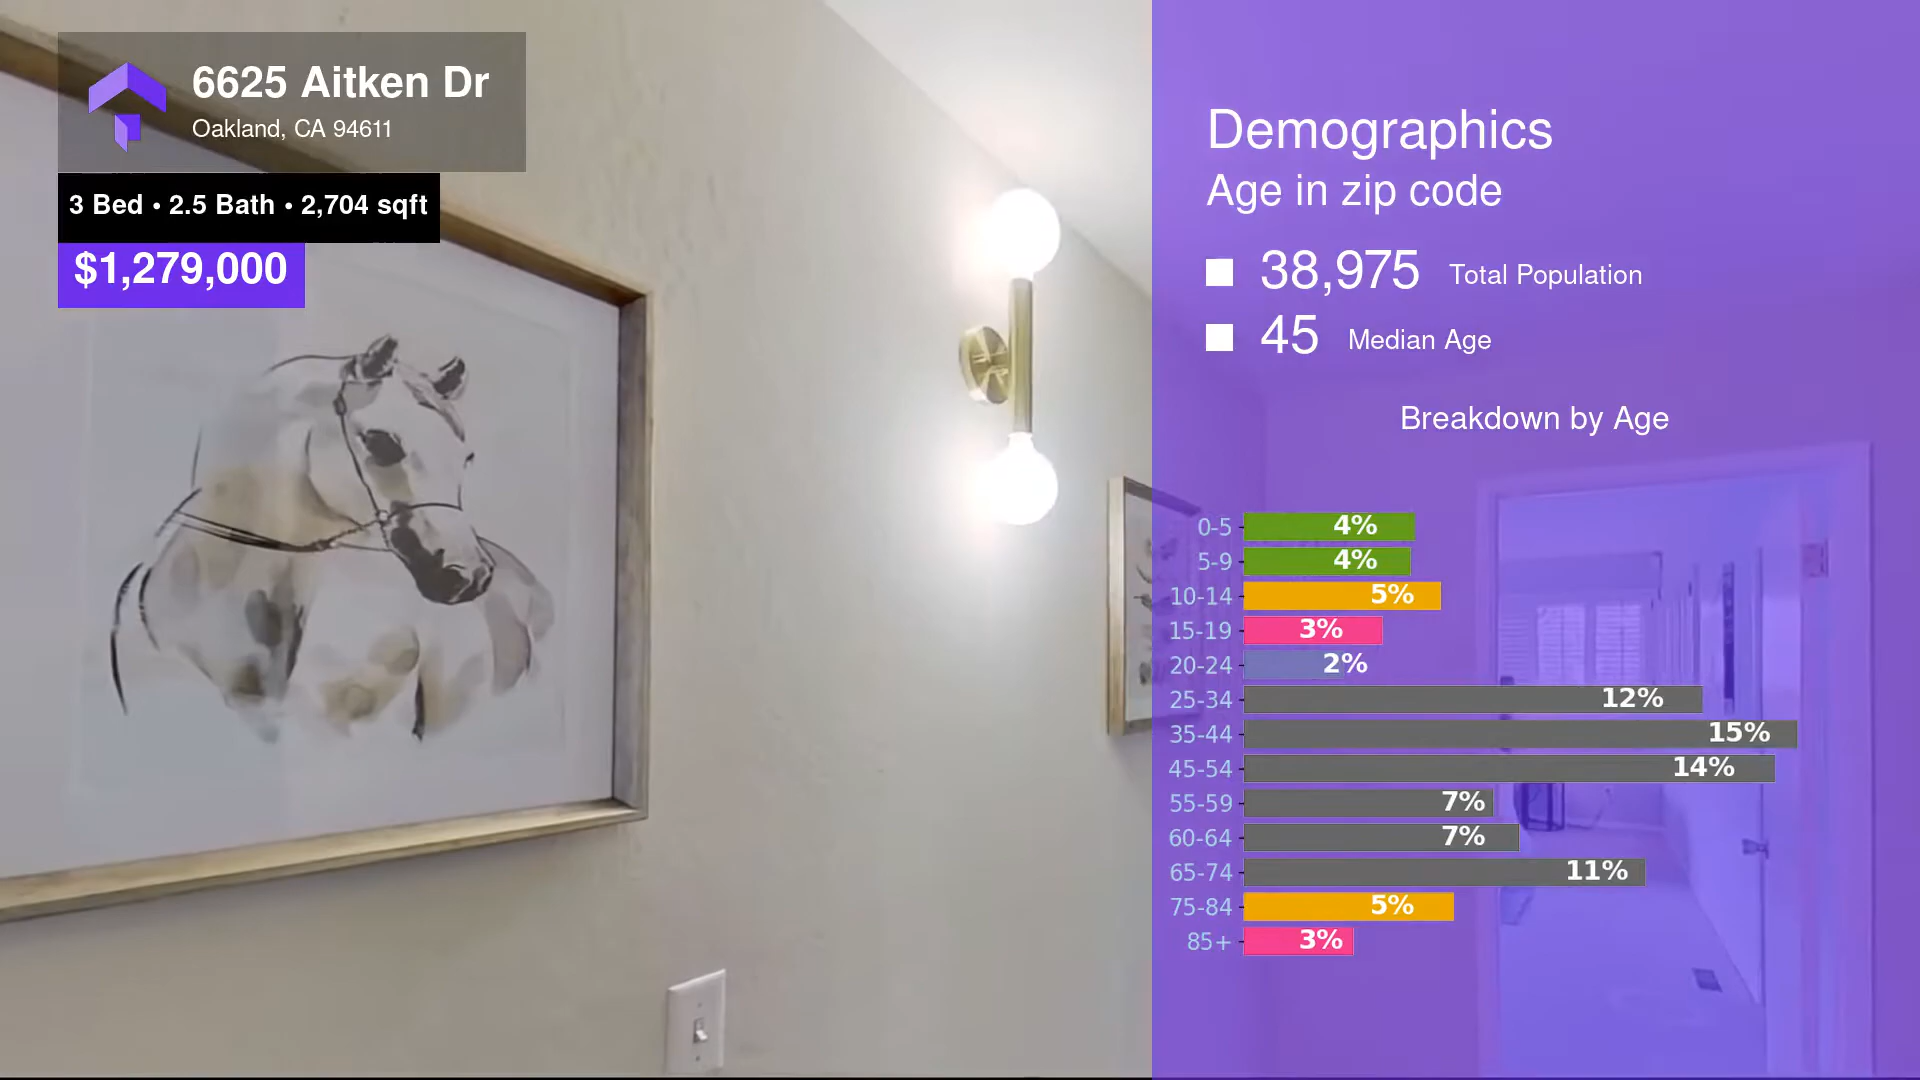 6625 Aitken Dr
Oakland, CA 94611
3 Bed • 2.5 Bath • 2,704 sqft
$1,279,000
Demographics
Age in zip code
38,975 Total Population
45 Median Age
Breakdown by Age
0-5 4%
5-9 4%
10-14 5%
15-19 3%
20-24 2%
25-34 12%
35-44 15%
45-54 14%
55-59 7%
60-64 7%
65-74 11%
75-84 5%
85+ 3%